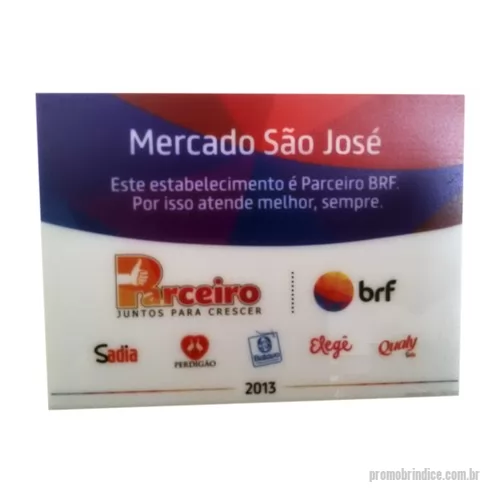 Mercado São José
Este estabelecimento é Parceiro BRF.
Por isso atende melhor, sempre.
Parceiro
JUNTOS PARA CRESCER
brf
Sadia
PERDIGÃO
Batavo
Elegê
Qualy
2013
promobrindice.com.br